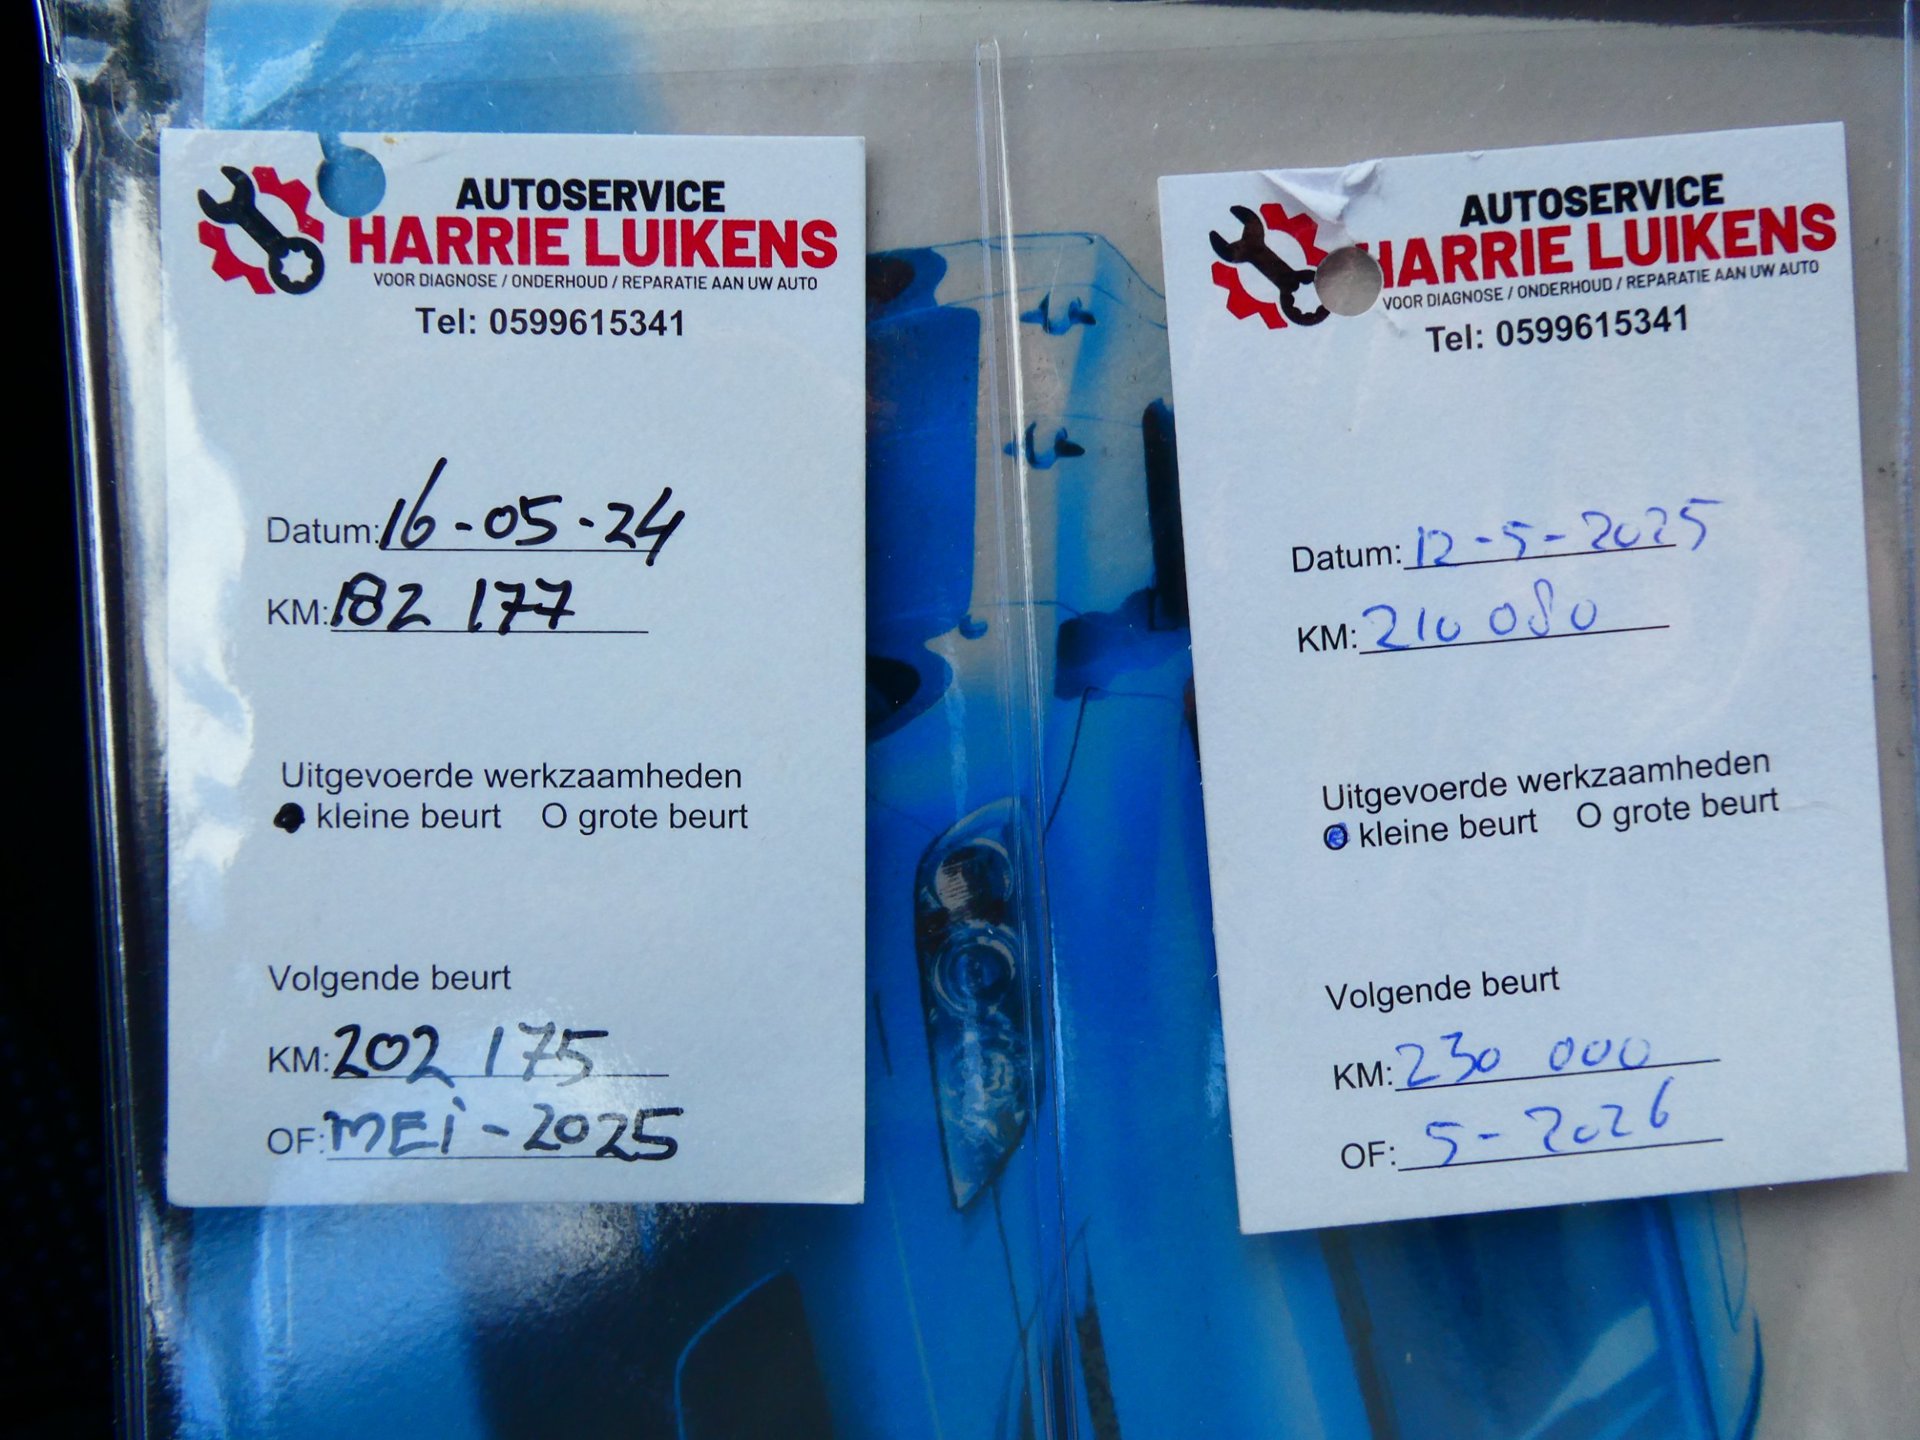 AUTOSERVICE
HARRIE LUIKENS
VOOR DIAGNOSE / ONDERHOUD / REPARATIE AAN UW AUTO
Tel: 0599615341
Datum: 16-05-24
KM: 182 177
Uitgevoerde werkzaamheden
kleine beurt O grote beurt
Volgende beurt
KM: 202 175
OF: MEi-2025
AUTOSERVICE
HARRIE LUIKENS
VOOR DIAGNOSE / ONDERHOUD / REPARATIE AAN UW AUTO
Tel: 0599615341
Datum: 12-5-2025
KM: 210 080
Uitgevoerde werkzaamheden
O kleine beurt O grote beurt
Volgende beurt
KM: 230 000
OF: 5-2026